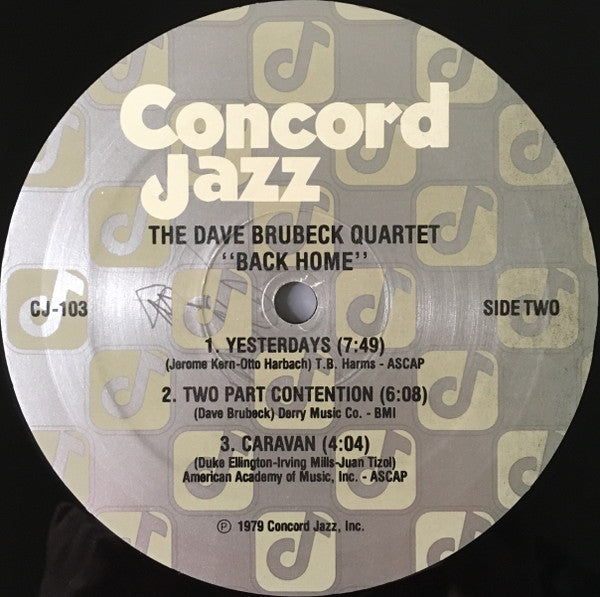 Concord
Jazz
THE DAVE BRUBECK QUARTET
"BACK HOME"
CJ-103
SIDE TWO
1. YESTERDAYS (7:49)
(Jerome Kern-Otto Harbach) T.B. Harms - ASCAP
2. TWO PART CONTENTION (6:08)
(Dave Brubeck) Derry Music Co. - BMI
3. CARAVAN (4:04)
(Duke Ellington-Irving Mills-Juan Tizol)
American Academy of Music, Inc. - ASCAP
℗ 1979 Concord Jazz, Inc.